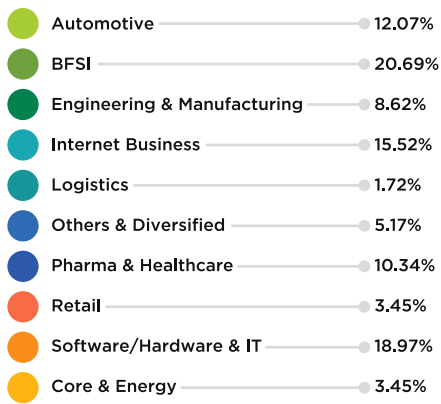 Automotive 12.07%
BFSI 20.69%
Engineering & Manufacturing 8.62%
Internet Business 15.52%
Logistics 1.72%
Others & Diversified 5.17%
Pharma & Healthcare 10.34%
Retail 3.45%
Software/Hardware & IT 18.97%
Core & Energy 3.45%